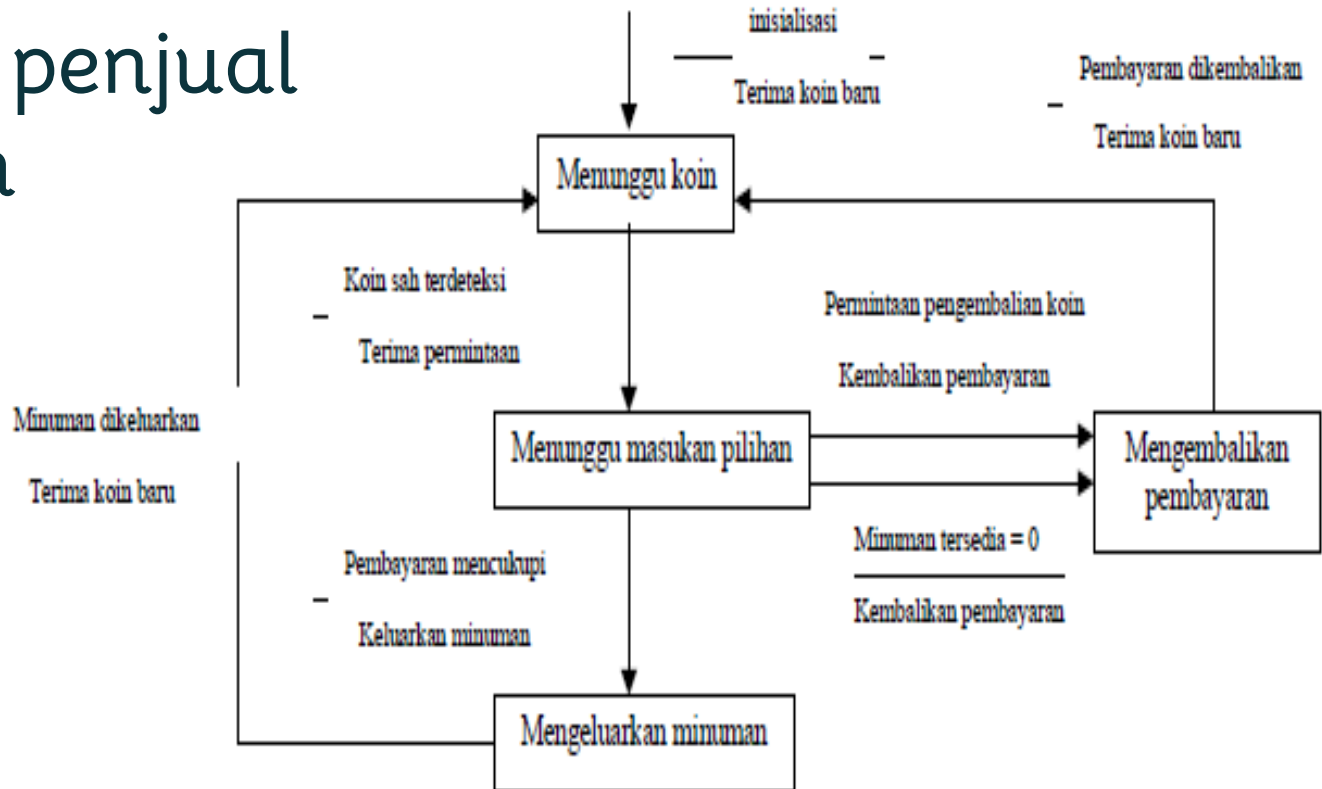 penjual
inisialisasi
Terima koin baru
Pembayaran dikembalikan
Terima koin baru
Menunggu koin
Koin sah terdeteksi
Terima permintaan
Permintaan pengembalian koin
Kembalikan pembayaran
Minuman dikeluarkan
Terima koin baru
Menunggu masukan pilihan
Mengembalikan
pembayaran
Minuman tersedia = 0
Kembalikan pembayaran
Pembayaran mencukupi
Keluarkan minuman
Mengeluarkan minuman